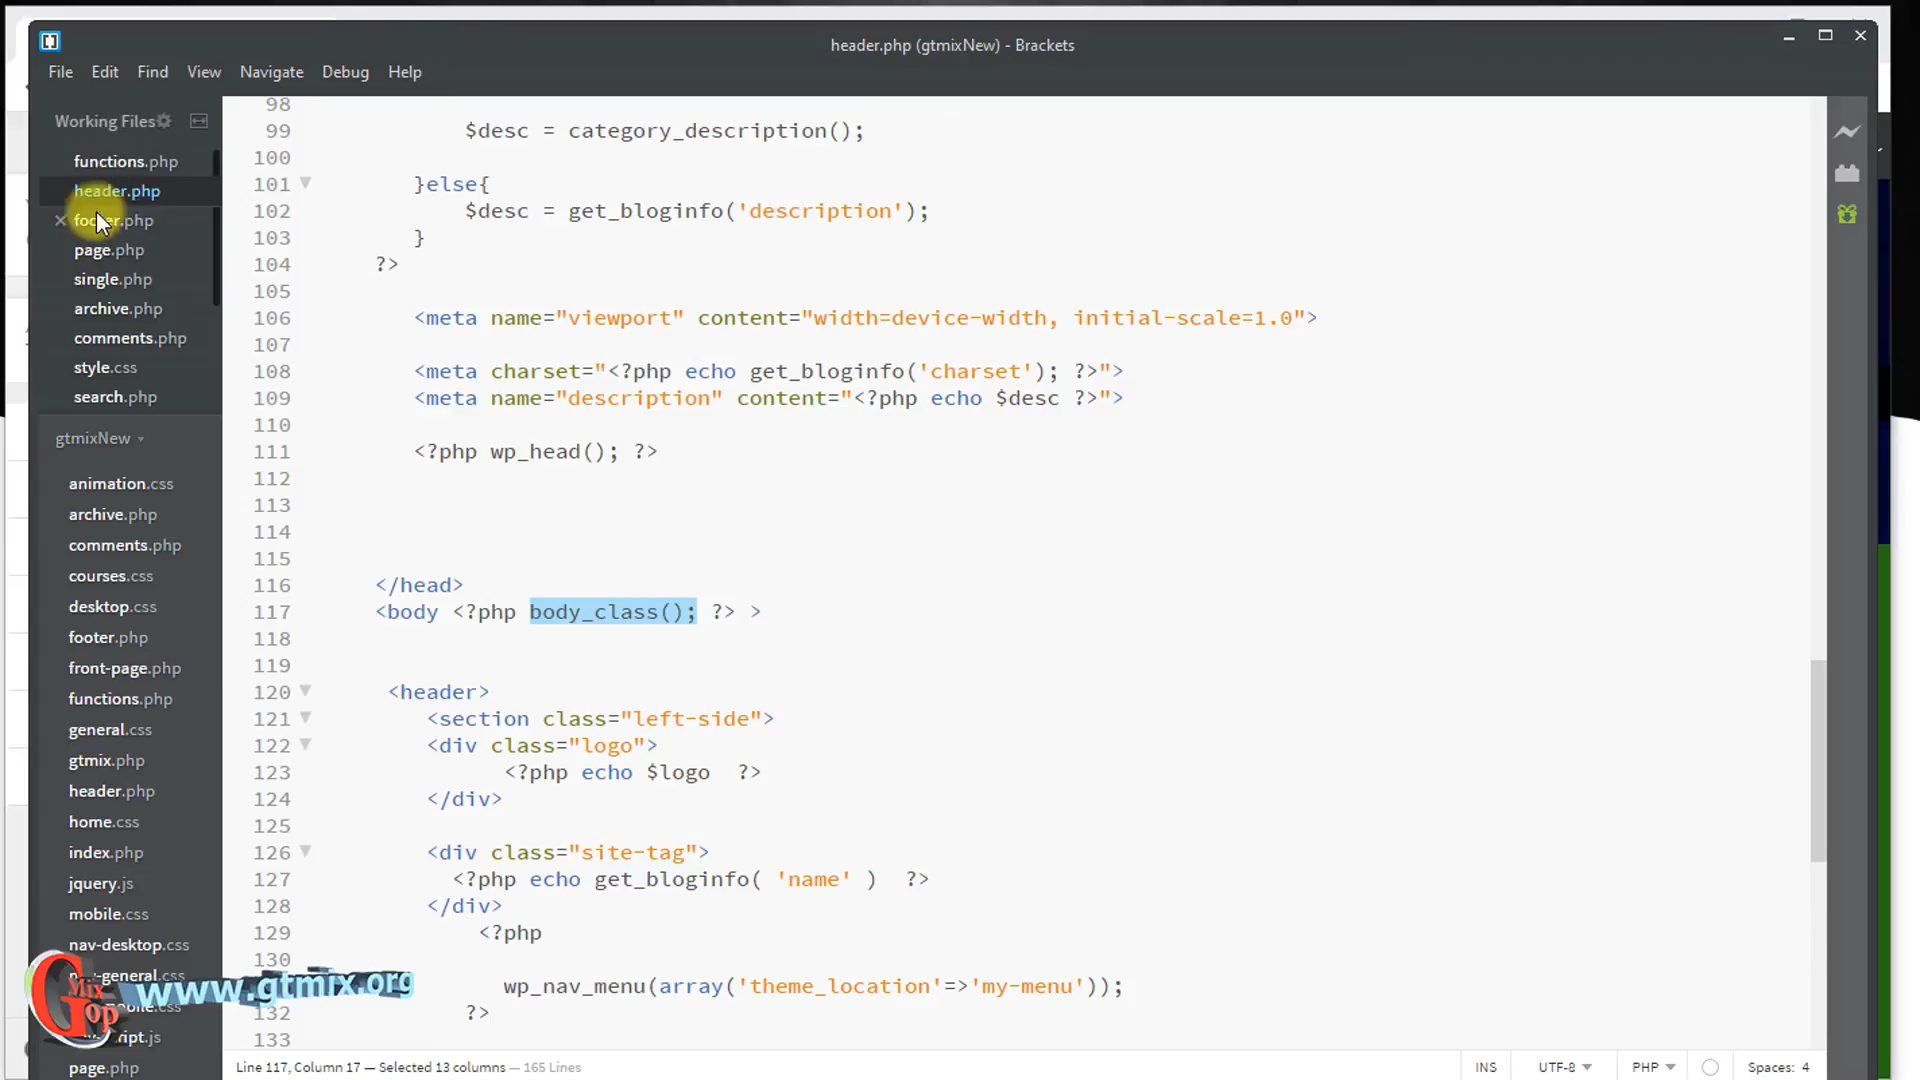 header.php (gtmixNew) - Brackets
File Edit Find View Navigate Debug Help
Working Files
functions.php
header.php
footer.php
page.php
single.php
archive.php
comments.php
style.css
search.php
gtmixNew
animation.css
archive.php
comments.php
courses.css
desktop.css
footer.php
front-page.php
functions.php
general.css
gtmix.php
header.php
home.css
index.php
jquery.js
mobile.css
nav-desktop.css
page.php
98
99 $desc = category_description();
100
101 }else{
102 $desc = get_bloginfo('description');
103 }
104 ?>
105
106 <meta name="viewport" content="width=device-width, initial-scale=1.0">
107
108 <meta charset="<?php echo get_bloginfo('charset'); ?>">
109 <meta name="description" content="<?php echo $desc ?>">
110
111 <?php wp_head(); ?>
112
113
114
115
116 </head>
117 <body <?php body_class(); ?> >
118
119
120 <header>
121 <section class="left-side">
122 <div class="logo">
123 <?php echo $logo ?>
124 </div>
125
126 <div class="site-tag">
127 <?php echo get_bloginfo( 'name' ) ?>
128 </div>
129 <?php
130
wp_nav_menu(array('theme_location'=>'my-menu'));
132 ?>
133
G Mix Gop
www.gtmix.org
Line 117, Column 17 — Selected 13 columns — 165 Lines
INS UTF-8 PHP Spaces: 4